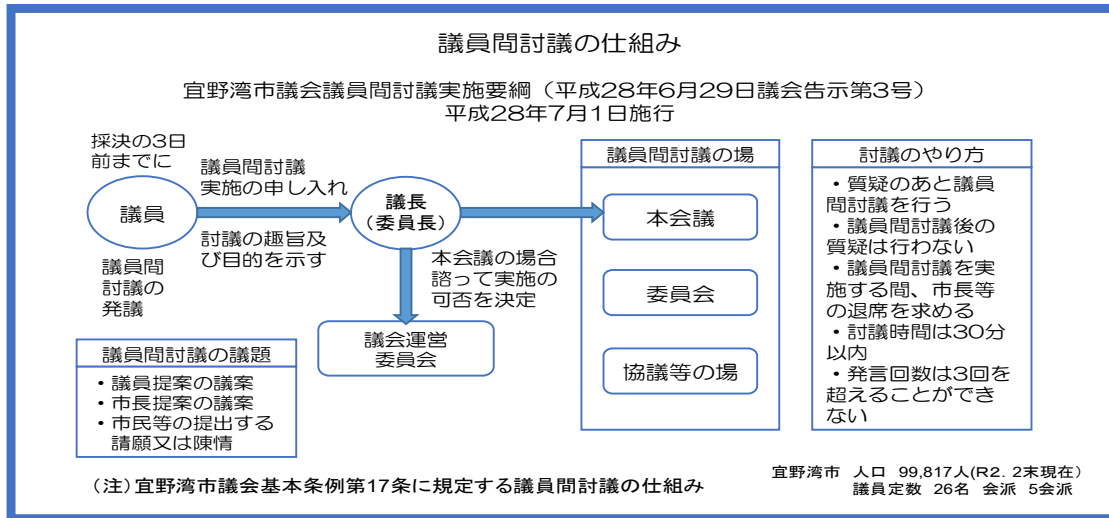 議員間討議の仕組み
宜野湾市議会議員間討議実施要綱（平成28年6月29日議会告示第3号）
平成28年7月1日施行
採決の3日
前までに
議員
議員間
討議の
発議
議員間討議
実施の申し入れ
討議の趣旨及
び目的を示す
議長
（委員長）
本会議の場合
諮って実施の
可否を決定
議会運営
委員会
議員間討議の議題
・議員提案の議案
・市長提案の議案
・市民等の提出する
請願又は陳情
議員間討議の場
本会議
委員会
協議等の場
討議のやり方
・質疑のあと議員
間討議を行う
・議員間討議後の
質疑は行わない
・議員間討議を実
施する間、市長等
の退席を求める
・討議時間は30分
以内
・発言回数は3回を
超えることができ
ない
（注）宜野湾市議会基本条例第17条に規定する議員間討議の仕組み
宜野湾市 人口 99,817人(R2. 2末現在）
議員定数 26名 会派 5会派